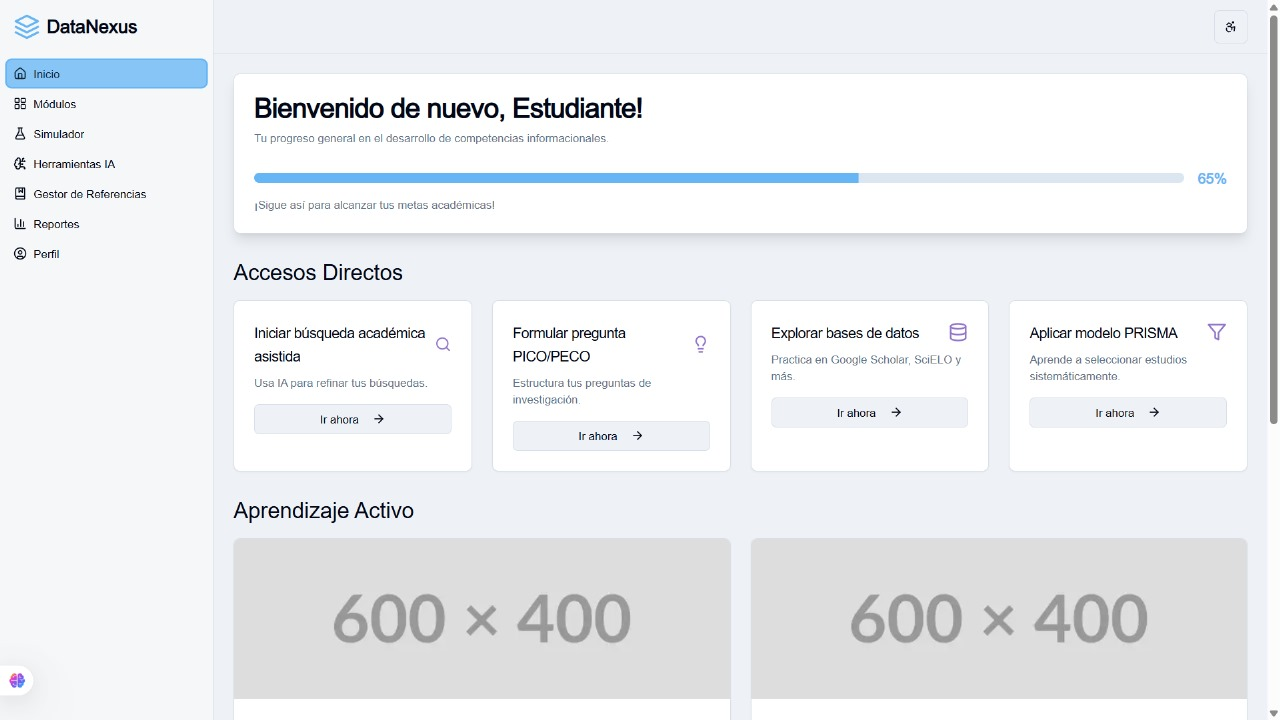 DataNexus
Inicio
Módulos
Simulador
Herramientas IA
Gestor de Referencias
Reportes
Perfil
Bienvenido de nuevo, Estudiante!
Tu progreso general en el desarrollo de competencias informacionales.
65%
¡Sigue así para alcanzar tus metas académicas!
Accesos Directos
Iniciar búsqueda académica
asistida
Usa IA para refinar tus búsquedas.
Ir ahora
Formular pregunta
PICO/PECO
Estructura tus preguntas de
investigación.
Ir ahora
Explorar bases de datos
Practica en Google Scholar, SciELO y
más.
Ir ahora
Aplicar modelo PRISMA
Aprende a seleccionar estudios
sistemáticamente.
Ir ahora
Aprendizaje Activo
600 × 400
600 × 400